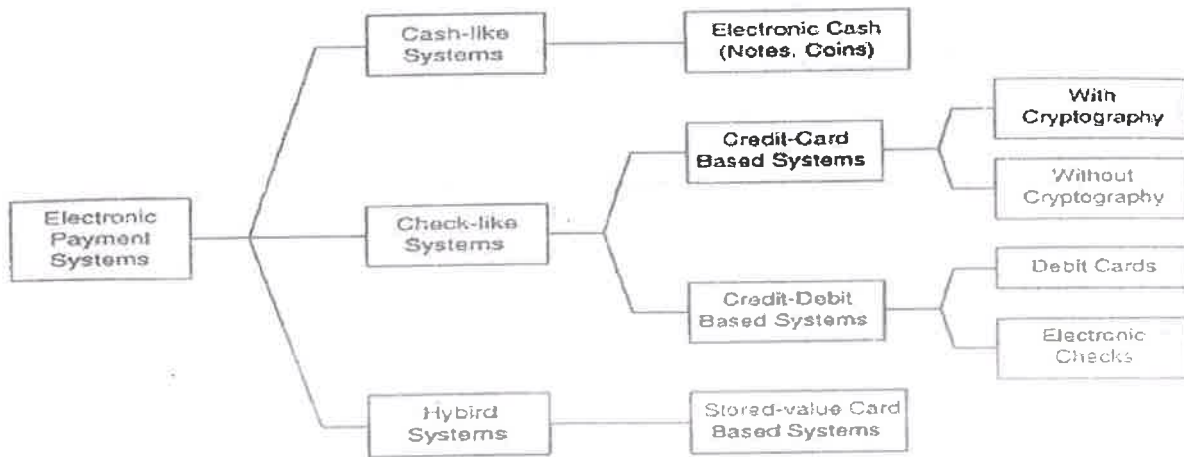 Cash-like
Systems
Electronic Cash
(Notes, Coins)
With
Cryptography
Credit-Card
Based Systems
Without
Cryptography
Electronic
Payment
Systems
Check-like
Systems
Debit Cards
Credit-Debit
Based Systems
Electronic
Checks
Hybird
Systems
Stored-value Card
Based Systems